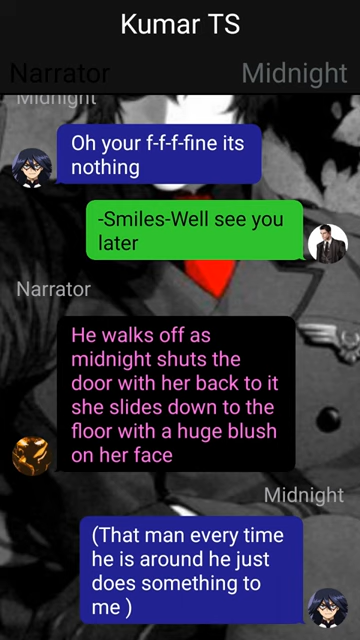 Kumar TS
Narrator
Midnight
Midnight
Oh your f-f-f-fine its
nothing
-Smiles-Well see you
later
Narrator
He walks off as
midnight shuts the
door with her back to it
she slides down to the
floor with a huge blush
on her face
Midnight
(That man every time
he is around he just
does something to
me )